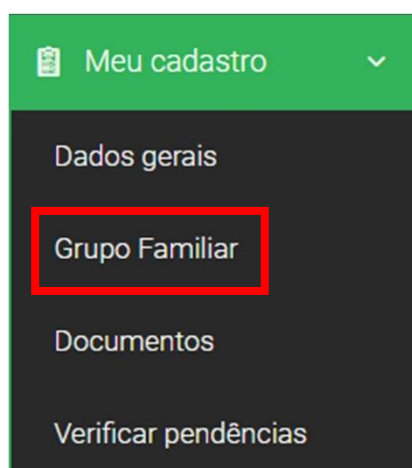 Meu cadastro
Dados gerais
Grupo Familiar
Documentos
Verificar pendências